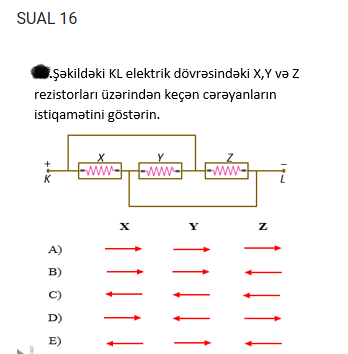 SUAL 16
.Şəkildəki KL elektrik dövrəsindəki X,Y və Z
rezistorları üzərindən keçən cərəyanların
istiqamətini göstərin.
X Y Z
+ −
K L
X Y Z
A)
B)
C)
D)
E)